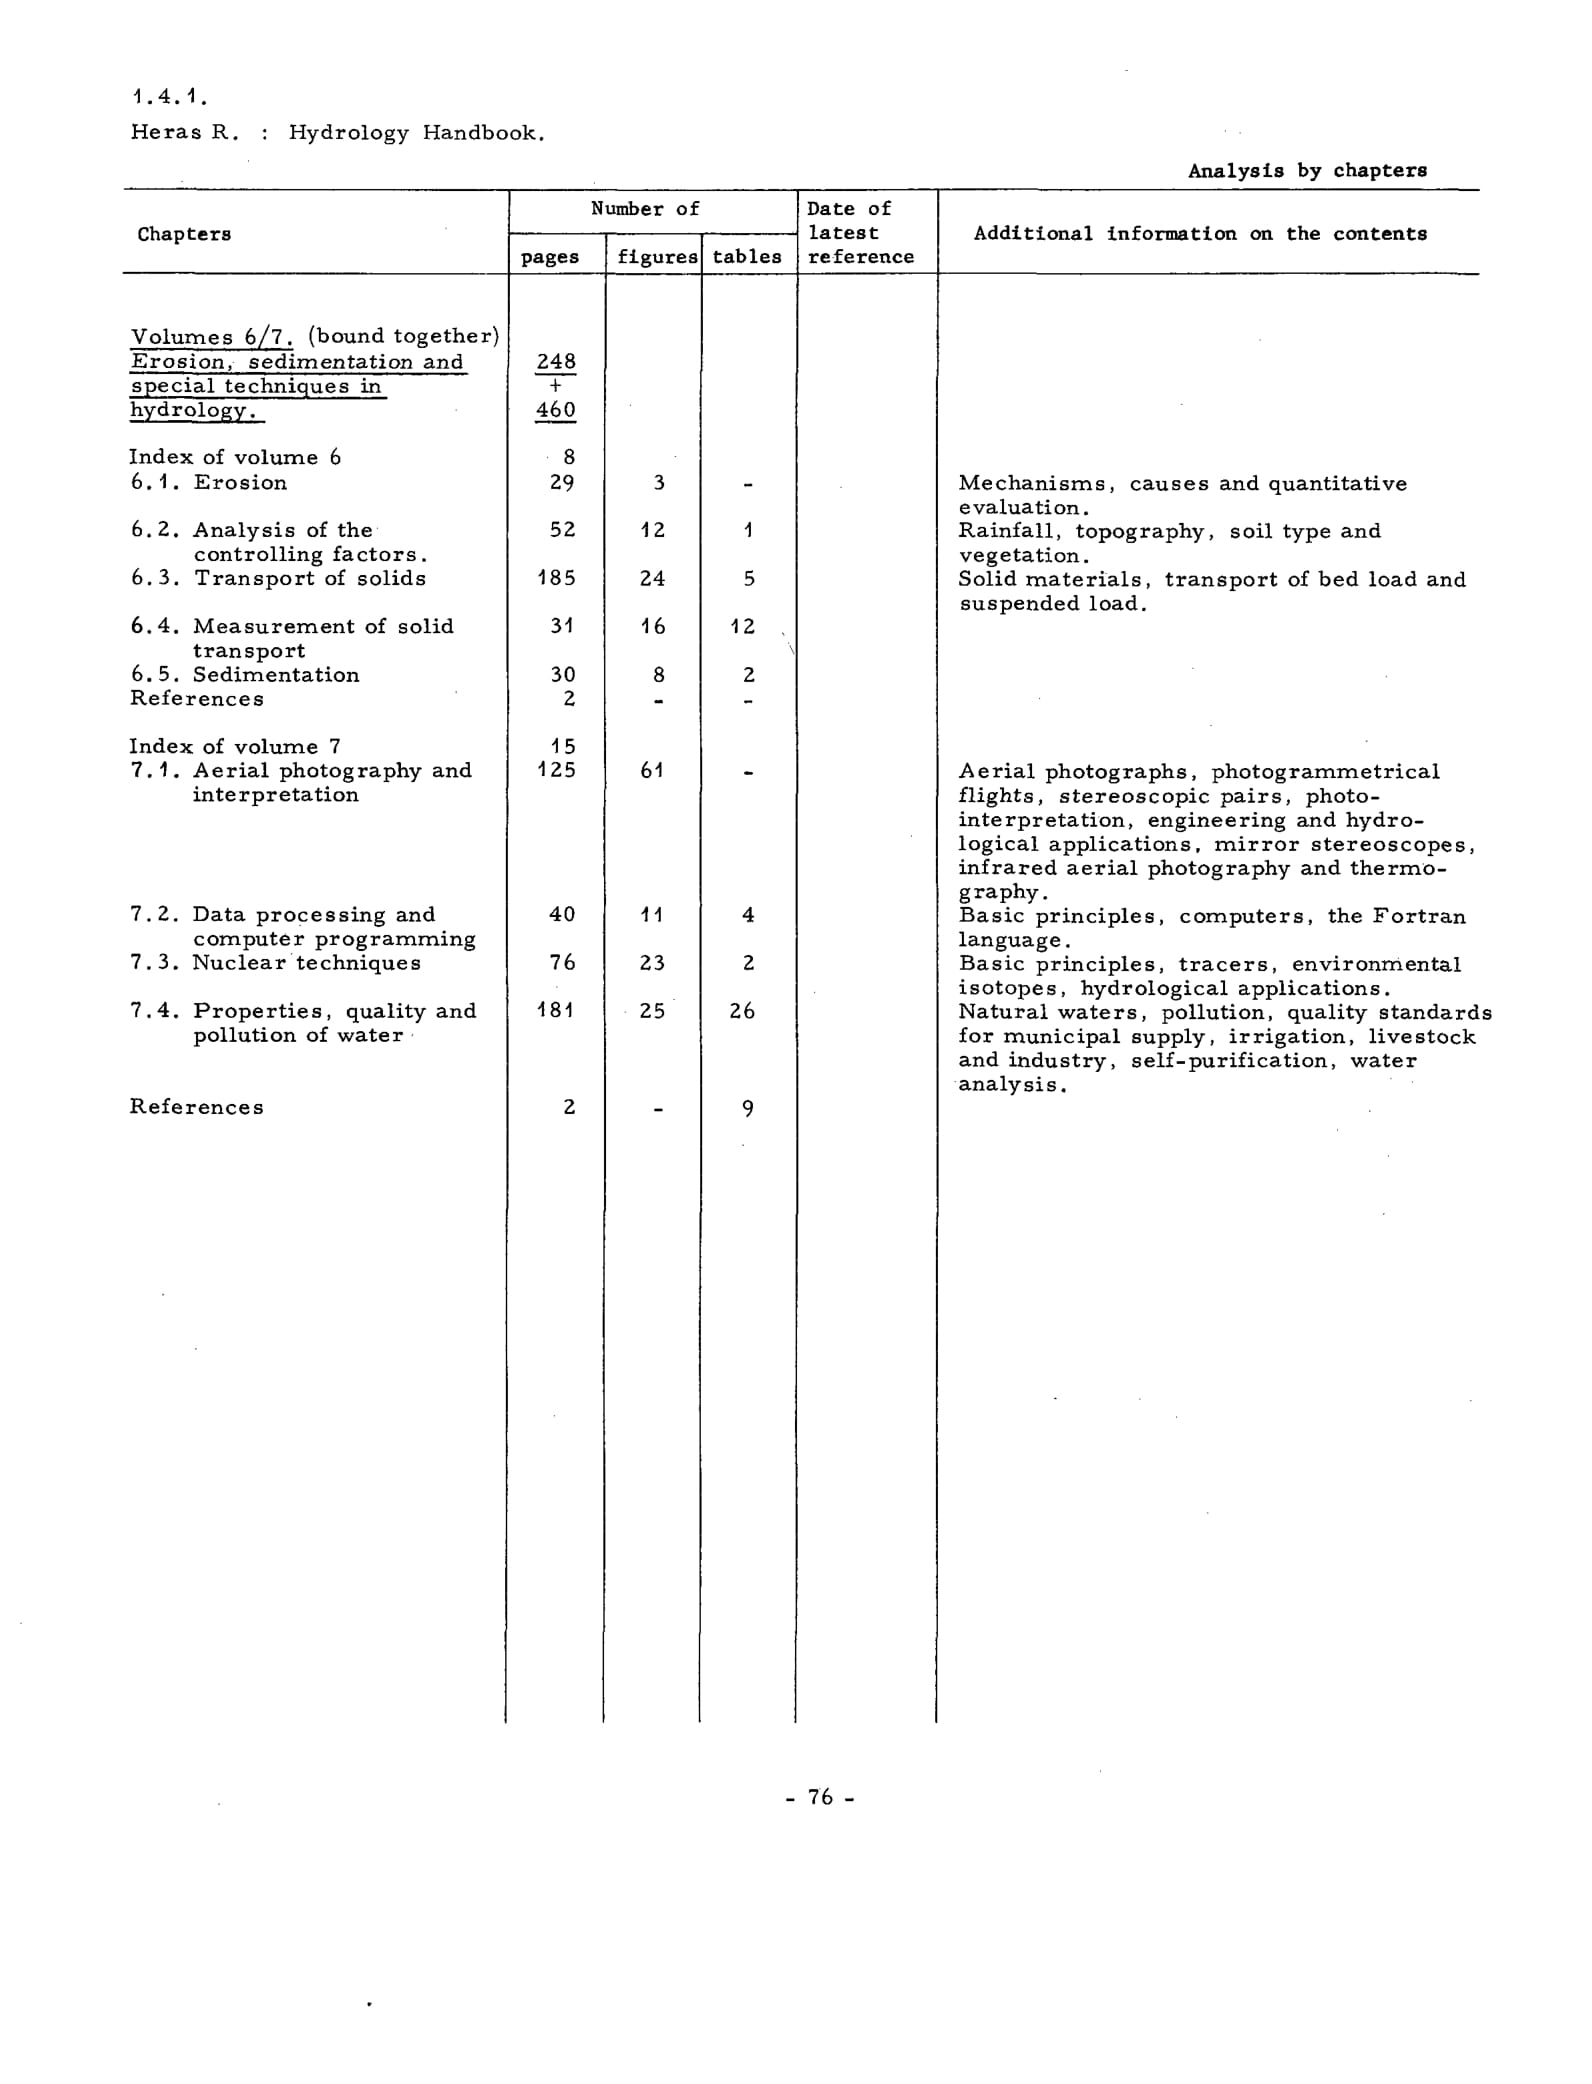 1.4.1.
Heras R. : Hydrology Handbook.
Analysis by chapters
Chapters
Number of
pages figures tables
Date of
latest
reference
Additional information on the contents
Volumes 6/7. (bound together)
Erosion, sedimentation and 248
special techniques in +
hydrology. 460
Index of volume 6 8
6.1. Erosion 29 3 - Mechanisms, causes and quantitative
evaluation.
6.2. Analysis of the 52 12 1 Rainfall, topography, soil type and
controlling factors. vegetation.
6.3. Transport of solids 185 24 5 Solid materials, transport of bed load and
suspended load.
6.4. Measurement of solid 31 16 12
transport
6.5. Sedimentation 30 8 2
References 2 - -
Index of volume 7 15
7.1. Aerial photography and 125 61 - Aerial photographs, photogrammetrical
interpretation flights, stereoscopic pairs, photo-
interpretation, engineering and hydro-
logical applications, mirror stereoscopes,
infrared aerial photography and thermo-
graphy.
7.2. Data processing and 40 11 4 Basic principles, computers, the Fortran
computer programming language.
7.3. Nuclear techniques 76 23 2 Basic principles, tracers, environmental
isotopes, hydrological applications.
7.4. Properties, quality and 181 25 26 Natural waters, pollution, quality standards
pollution of water for municipal supply, irrigation, livestock
and industry, self-purification, water
analysis.
References 2 - 9
- 76 -